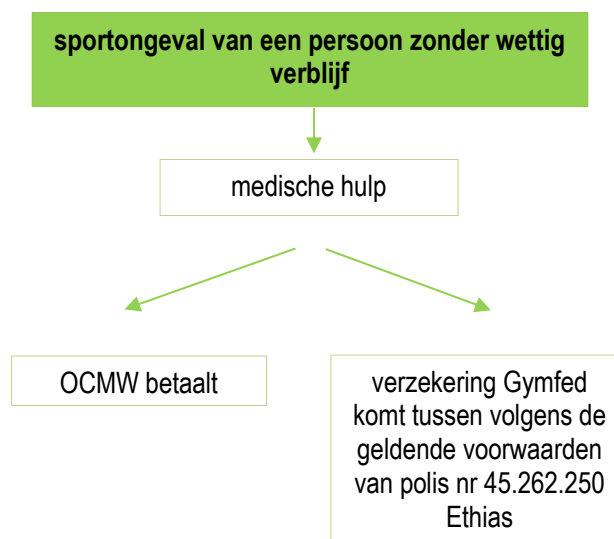 sportongeval van een persoon zonder wettig
verblijf
medische hulp
OCMW betaalt
verzekering Gymfed
komt tussen volgens de
geldende voorwaarden
van polis nr 45.262.250
Ethias